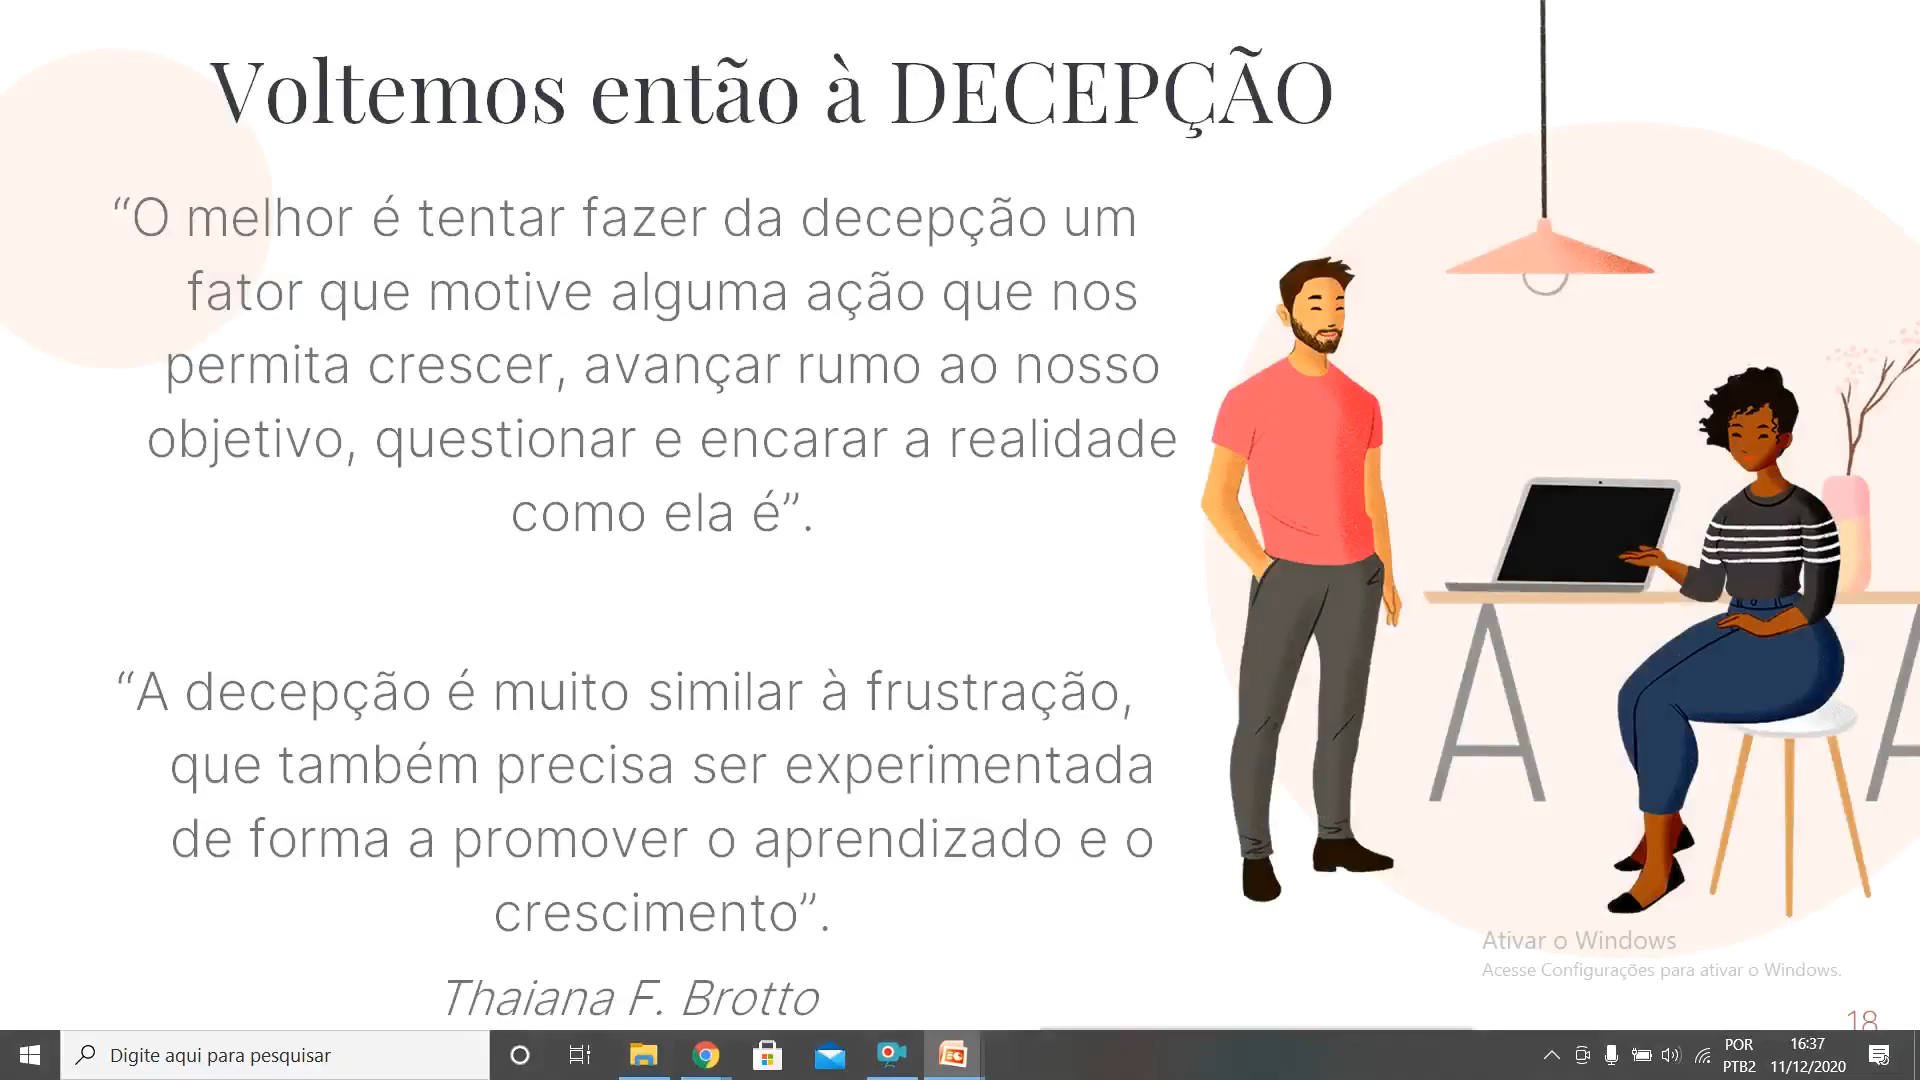 Voltemos então à DECEPÇÃO
“O melhor é tentar fazer da decepção um
fator que motive alguma ação que nos
permita crescer, avançar rumo ao nosso
objetivo, questionar e encarar a realidade
como ela é”.
“A decepção é muito similar à frustração,
que também precisa ser experimentada
de forma a promover o aprendizado e o
crescimento”.
Thaiana F. Brotto
Ativar o Windows
Acesse Configurações para ativar o Windows.
18
Digite aqui para pesquisar
POR
PTB2
16:37
11/12/2020